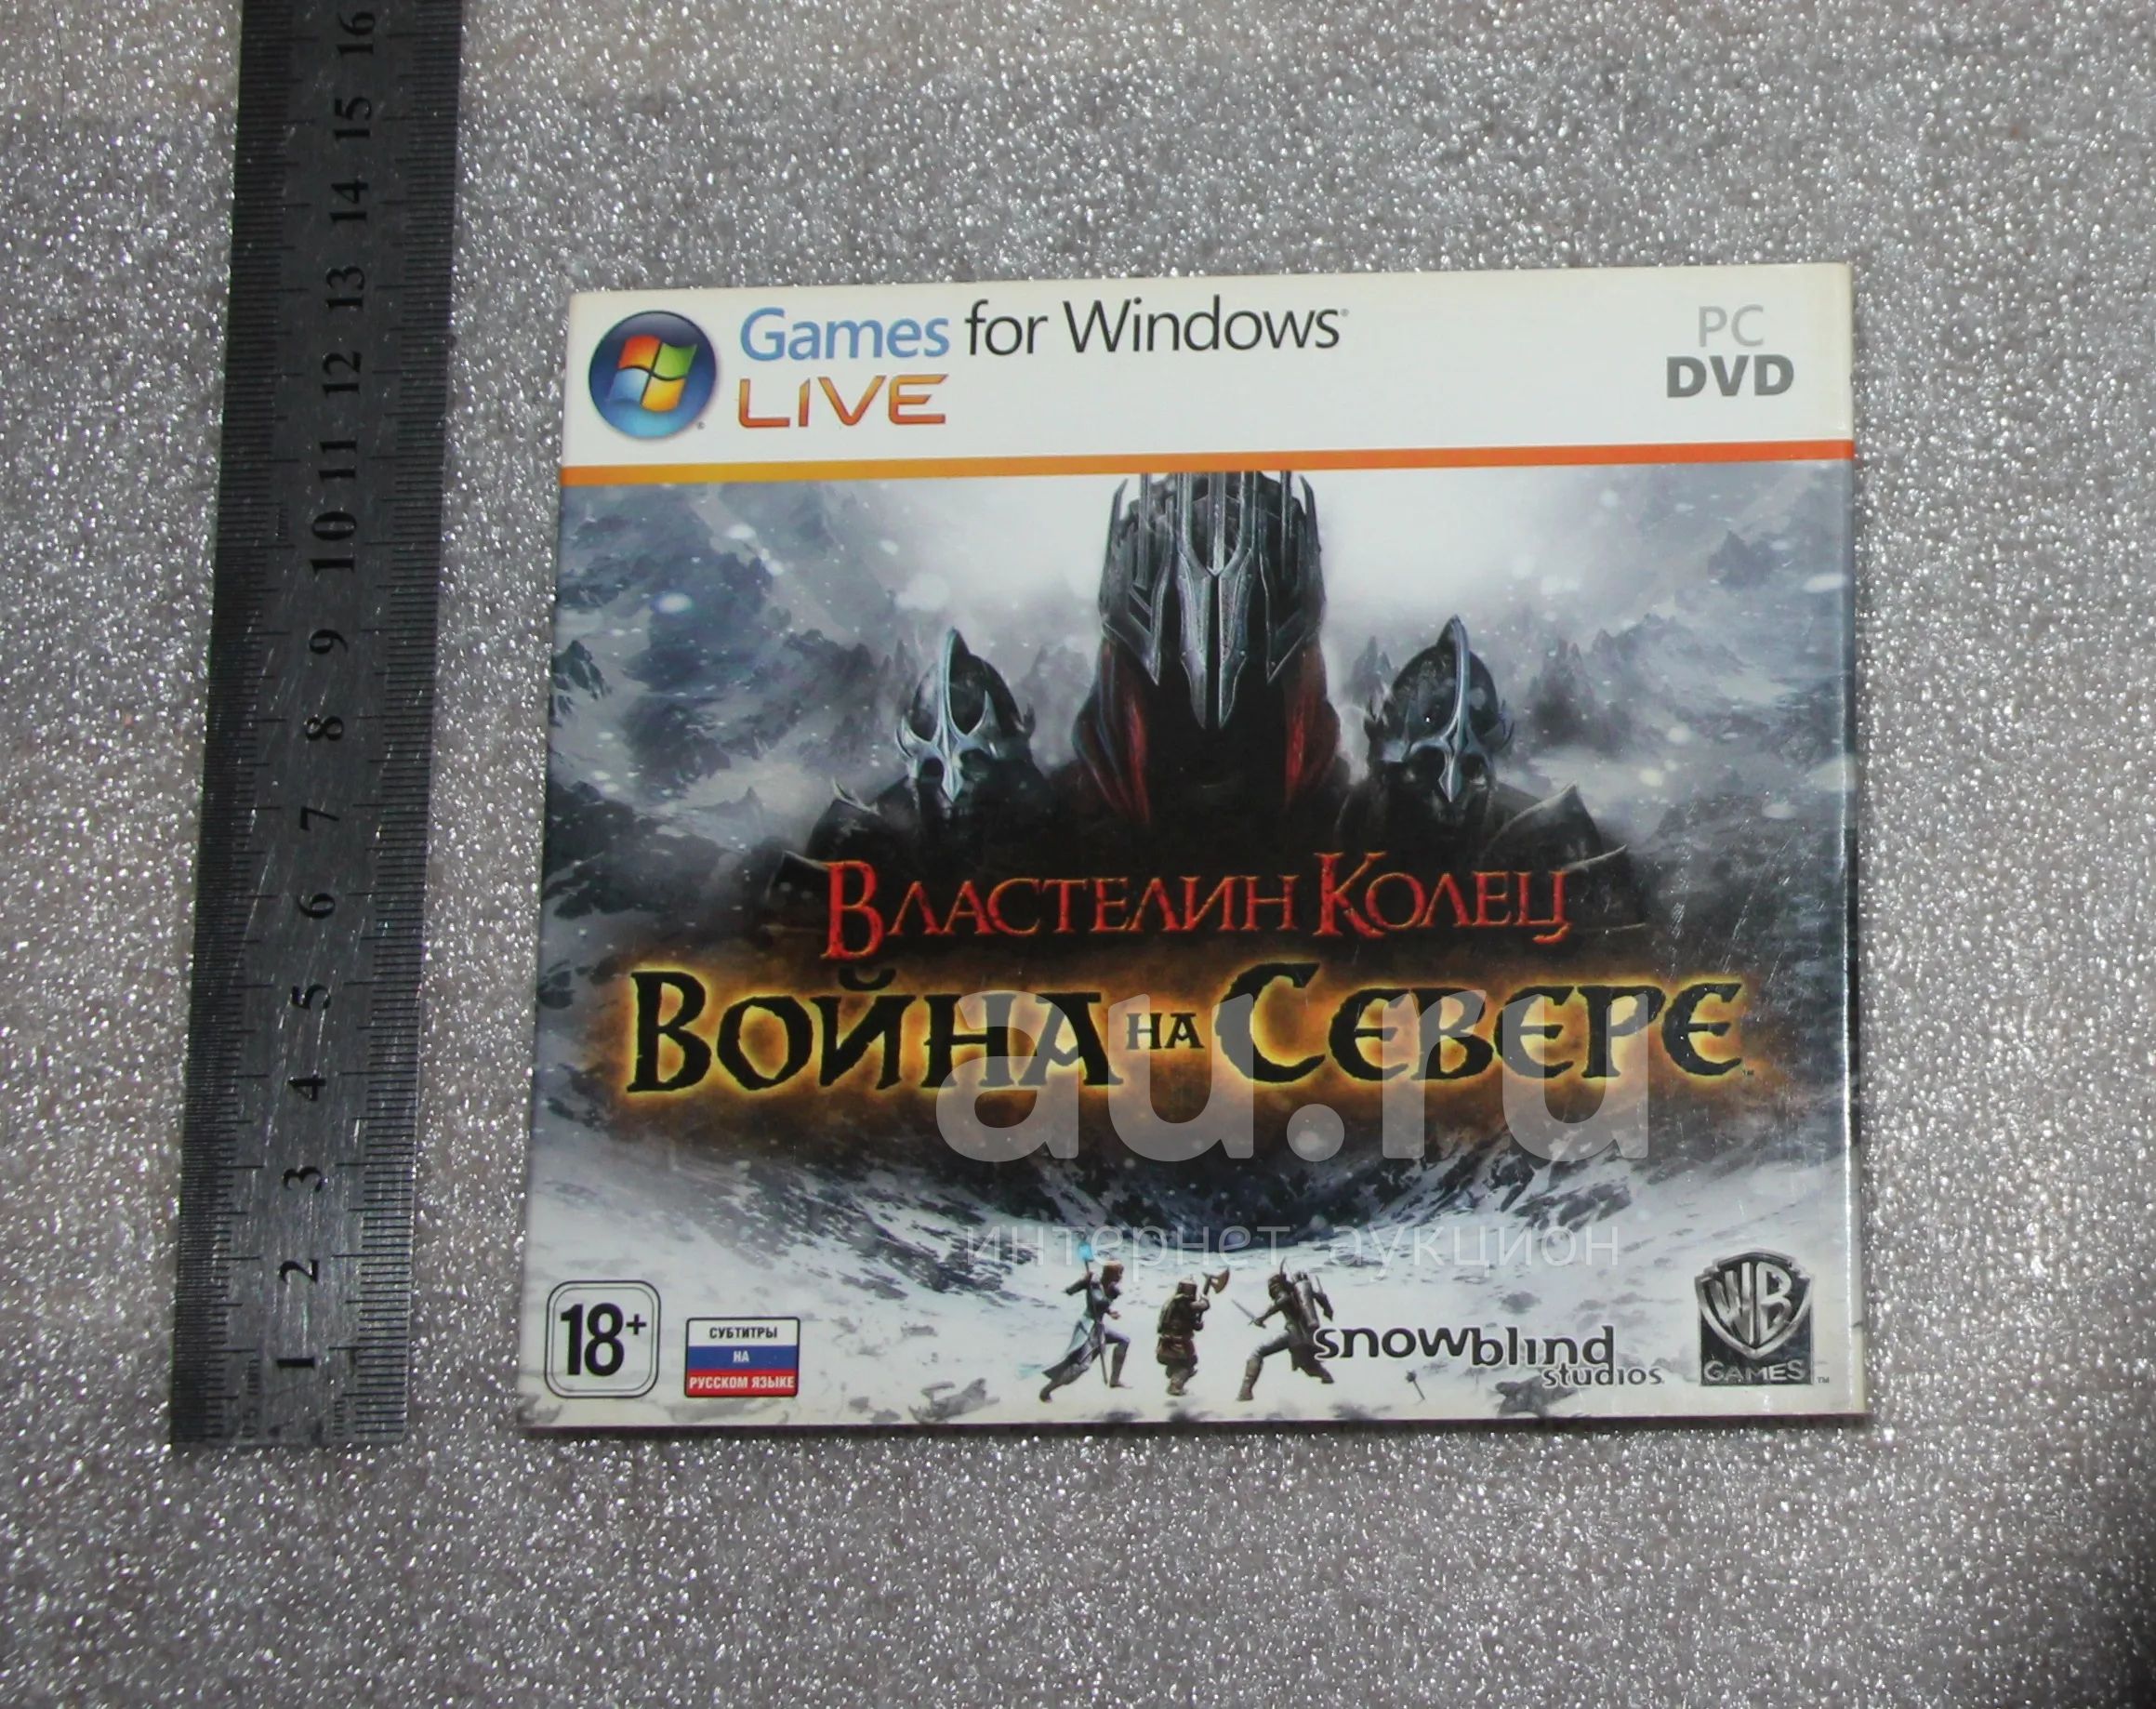 16
15
14
13
12
11
10
9
8
7
6
5
4
3
2
1
Games for Windows®
LIVE
PC
DVD
Властелин Колец
Война на Севере™
au.ru
интернет аукцион
18+
СУБТИТРЫ
НА
РУССКОМ ЯЗЫКЕ
snowblind
studios
WB
GAMES™